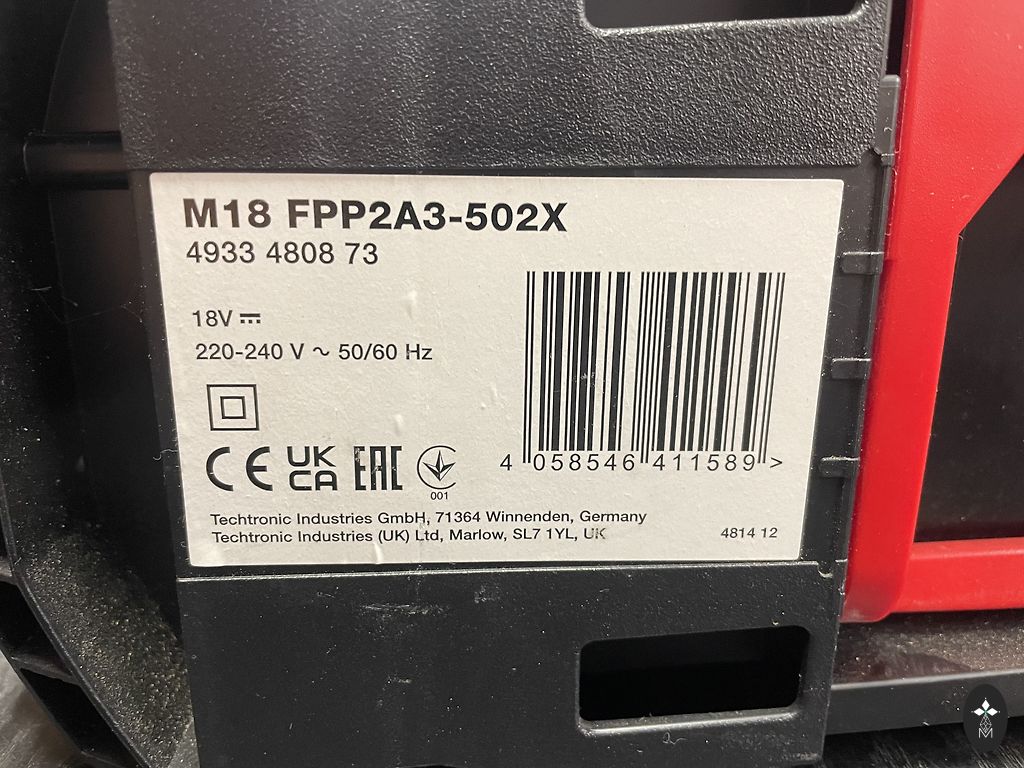 M18 FPP2A3-502X
4933 4808 73
18V
220-240 V ~ 50/60 Hz
CE UK CA EAC
001
4 058546 411589 >
Techtronic Industries GmbH, 71364 Winnenden, Germany
Techtronic Industries (UK) Ltd, Marlow, SL7 1YL, UK
4814 12
M